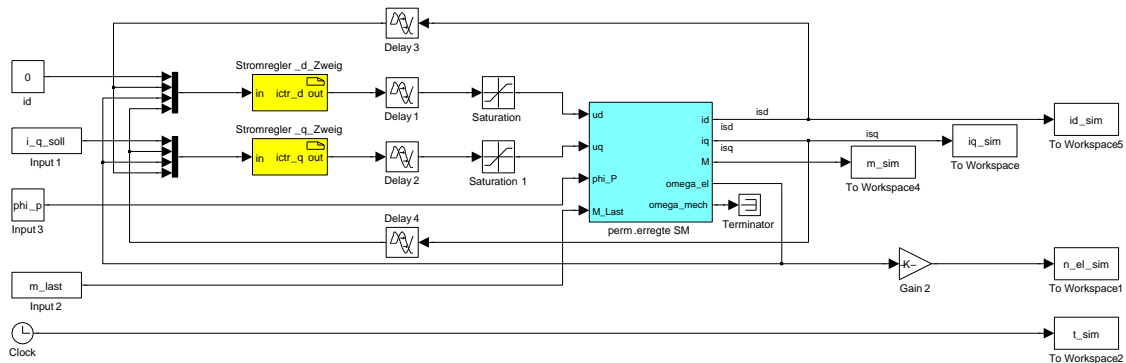 Delay 3
Stromregler _d_Zweig
0
id
in ictr_d out
Delay 1
Saturation
ud
id
isd
isd
id_sim
To Workspace5
i_q_soll
Input 1
Stromregler _q_Zweig
in ictr_q out
Delay 2
Saturation 1
uq
iq
isq
isq
iq_sim
To Workspace
M
m_sim
To Workspace4
phi_p
Input 3
phi_P
omega_el
M_Last
omega_mech
Terminator
perm .erregte SM
Delay 4
m_last
Input 2
-K-
Gain 2
n_el_sim
To Workspace1
Clock
t_sim
To Workspace2